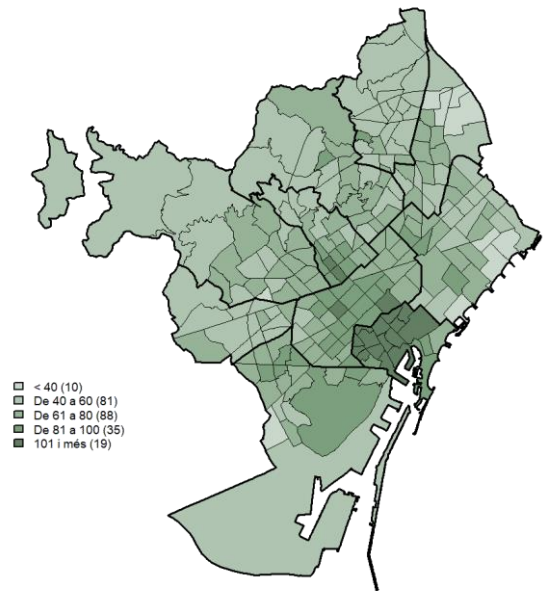 < 40 (10)
De 40 a 60 (81)
De 61 a 80 (88)
De 81 a 100 (35)
101 i més (19)